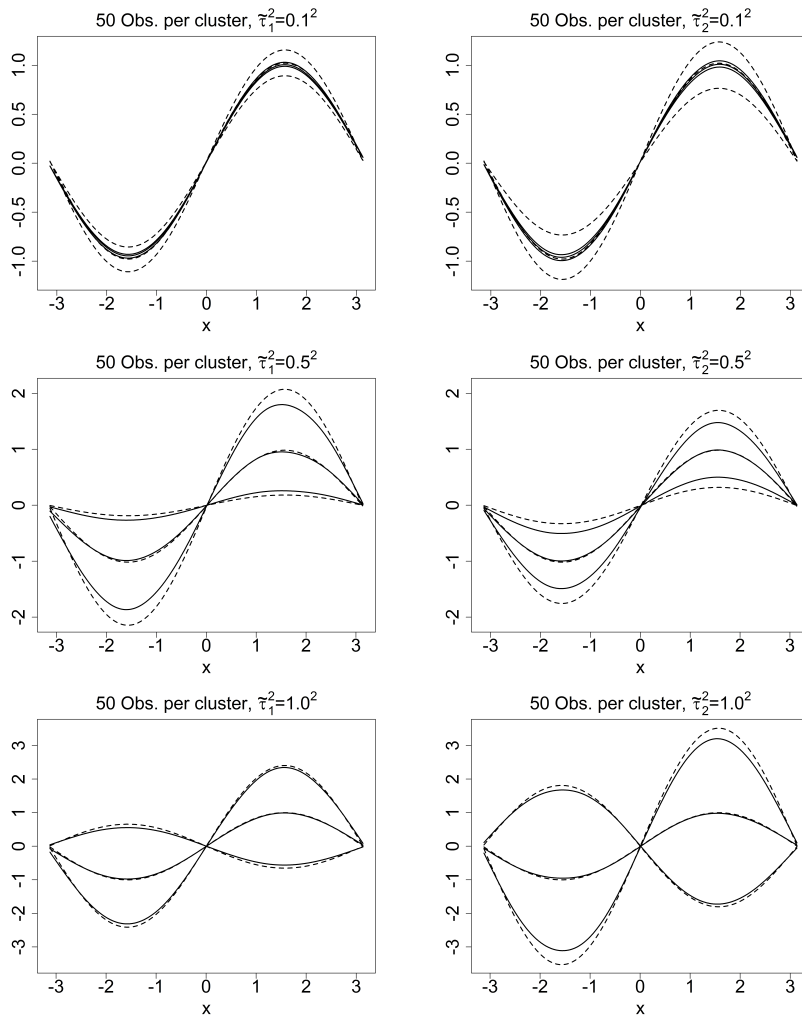 50 Obs. per cluster, τ̃₁²=0.1²
1.0
0.5
0.0
-0.5
-1.0
-3 -2 -1 0 1 2 3
x
50 Obs. per cluster, τ̃₂²=0.1²
1.0
0.5
0.0
-0.5
-1.0
-3 -2 -1 0 1 2 3
x
50 Obs. per cluster, τ̃₁²=0.5²
2
1
0
-1
-2
-3 -2 -1 0 1 2 3
x
50 Obs. per cluster, τ̃₂²=0.5²
2
1
0
-1
-2
-3 -2 -1 0 1 2 3
x
50 Obs. per cluster, τ̃₁²=1.0²
3
2
1
0
-1
-2
-3
-3 -2 -1 0 1 2 3
x
50 Obs. per cluster, τ̃₂²=1.0²
3
2
1
0
-1
-2
-3
-3 -2 -1 0 1 2 3
x